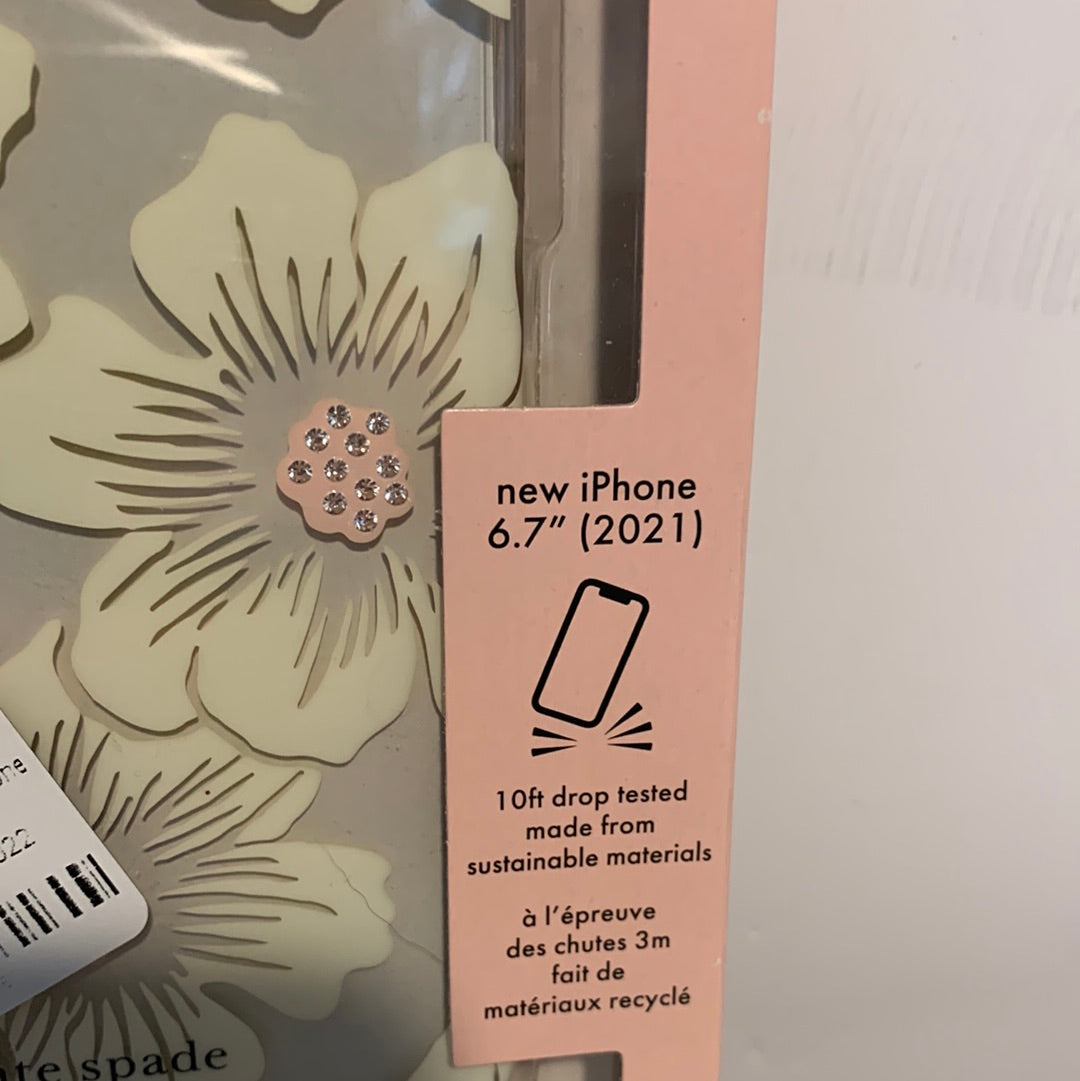 new iPhone
6.7" (2021)
10ft drop tested
made from
sustainable materials
à l'épreuve
des chutes 3m
fait de
matériaux recyclé
spade